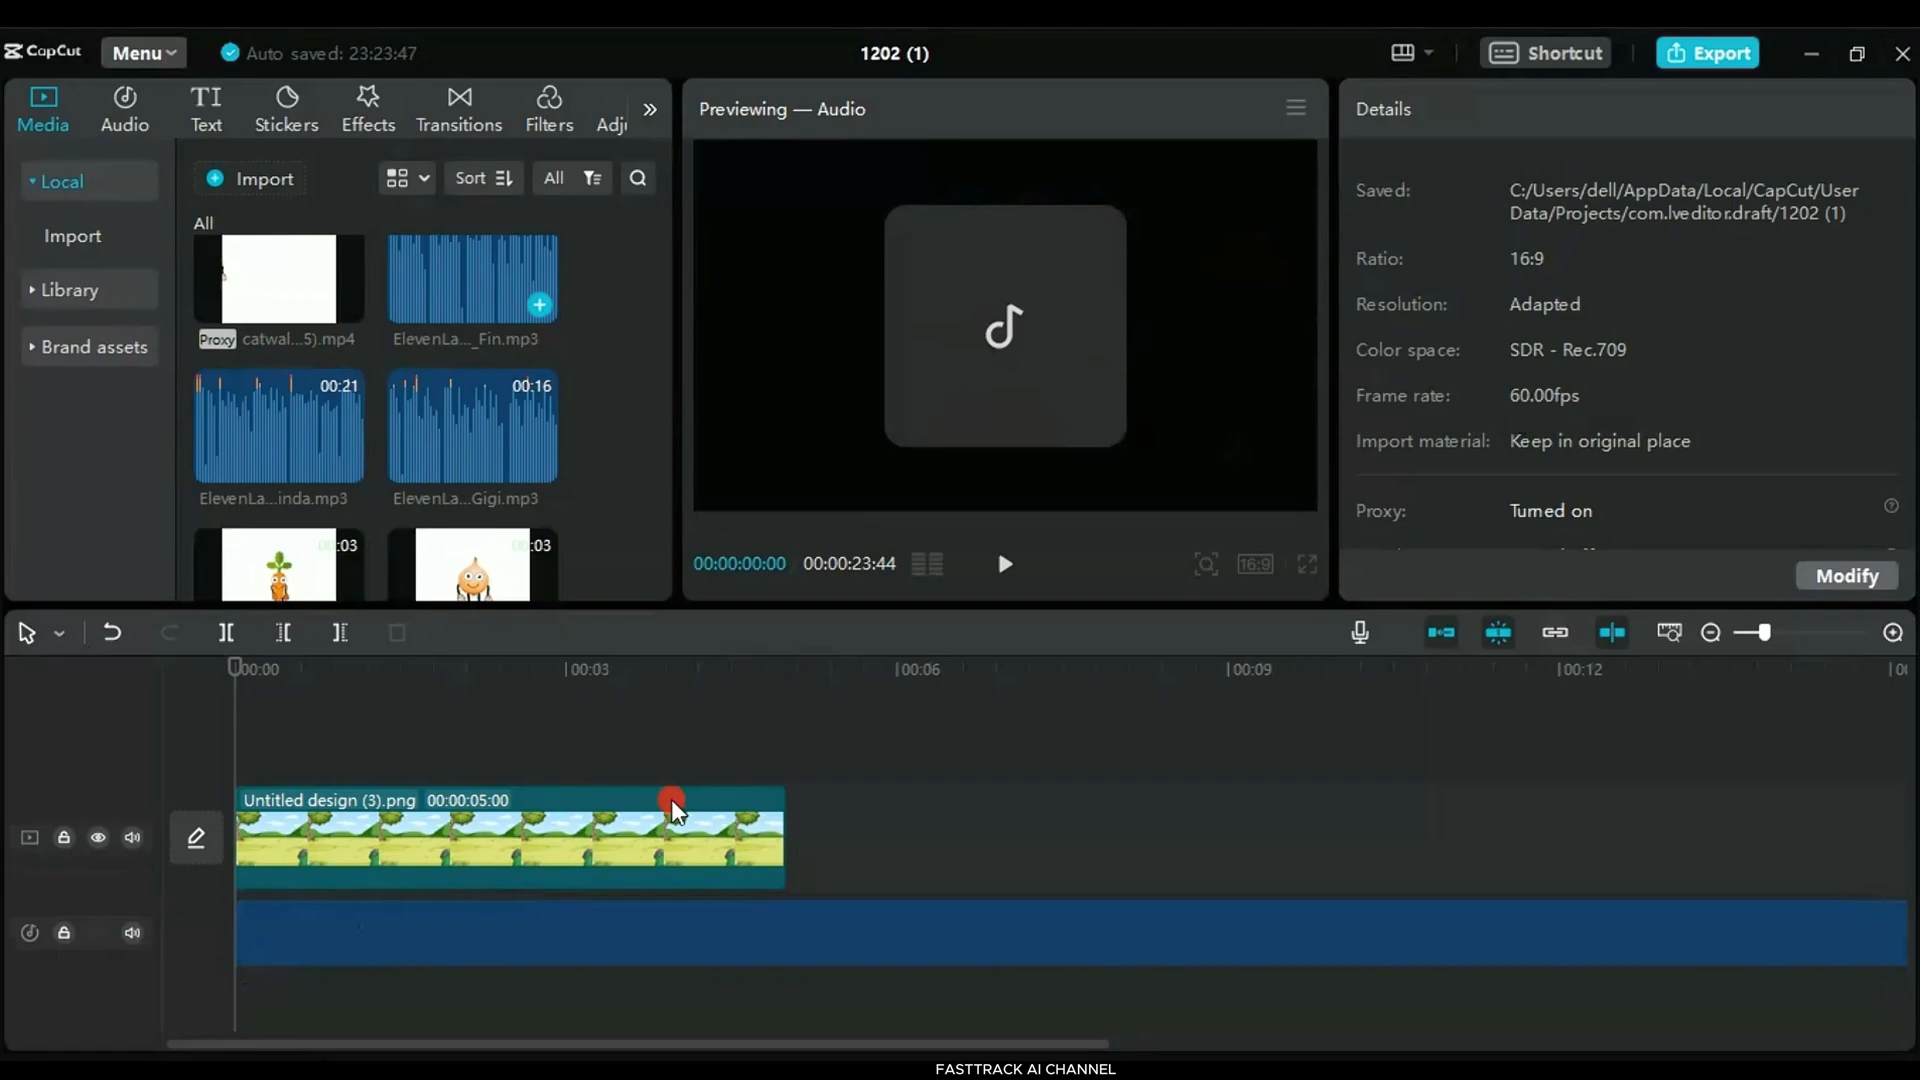 CapCut
Menu
Auto saved: 23:23:47
1202 (1)
Shortcut
Export
Media
Audio
TI
Text
Stickers
Effects
Transitions
Filters
Adj
Previewing — Audio
Details
Local
Import
Library
Brand assets
Import
Sort
All
All
Proxy catwal...5).mp4
ElevenLa..._Fin.mp3
00:21
00:16
ElevenLa...inda.mp3
ElevenLa...Gigi.mp3
:03
:03
00:00:00:00
00:00:23:44
16:9
Saved:
C:/Users/dell/AppData/Local/CapCut/User
Data/Projects/com.lveditor.draft/1202 (1)
Ratio:
16:9
Resolution:
Adapted
Color space:
SDR - Rec.709
Frame rate:
60.00fps
Import material:
Keep in original place
Proxy:
Turned on
Modify
00:00
00:03
00:06
00:09
00:12
Untitled design (3).png 00:00:05:00
FASTTRACK AI CHANNEL